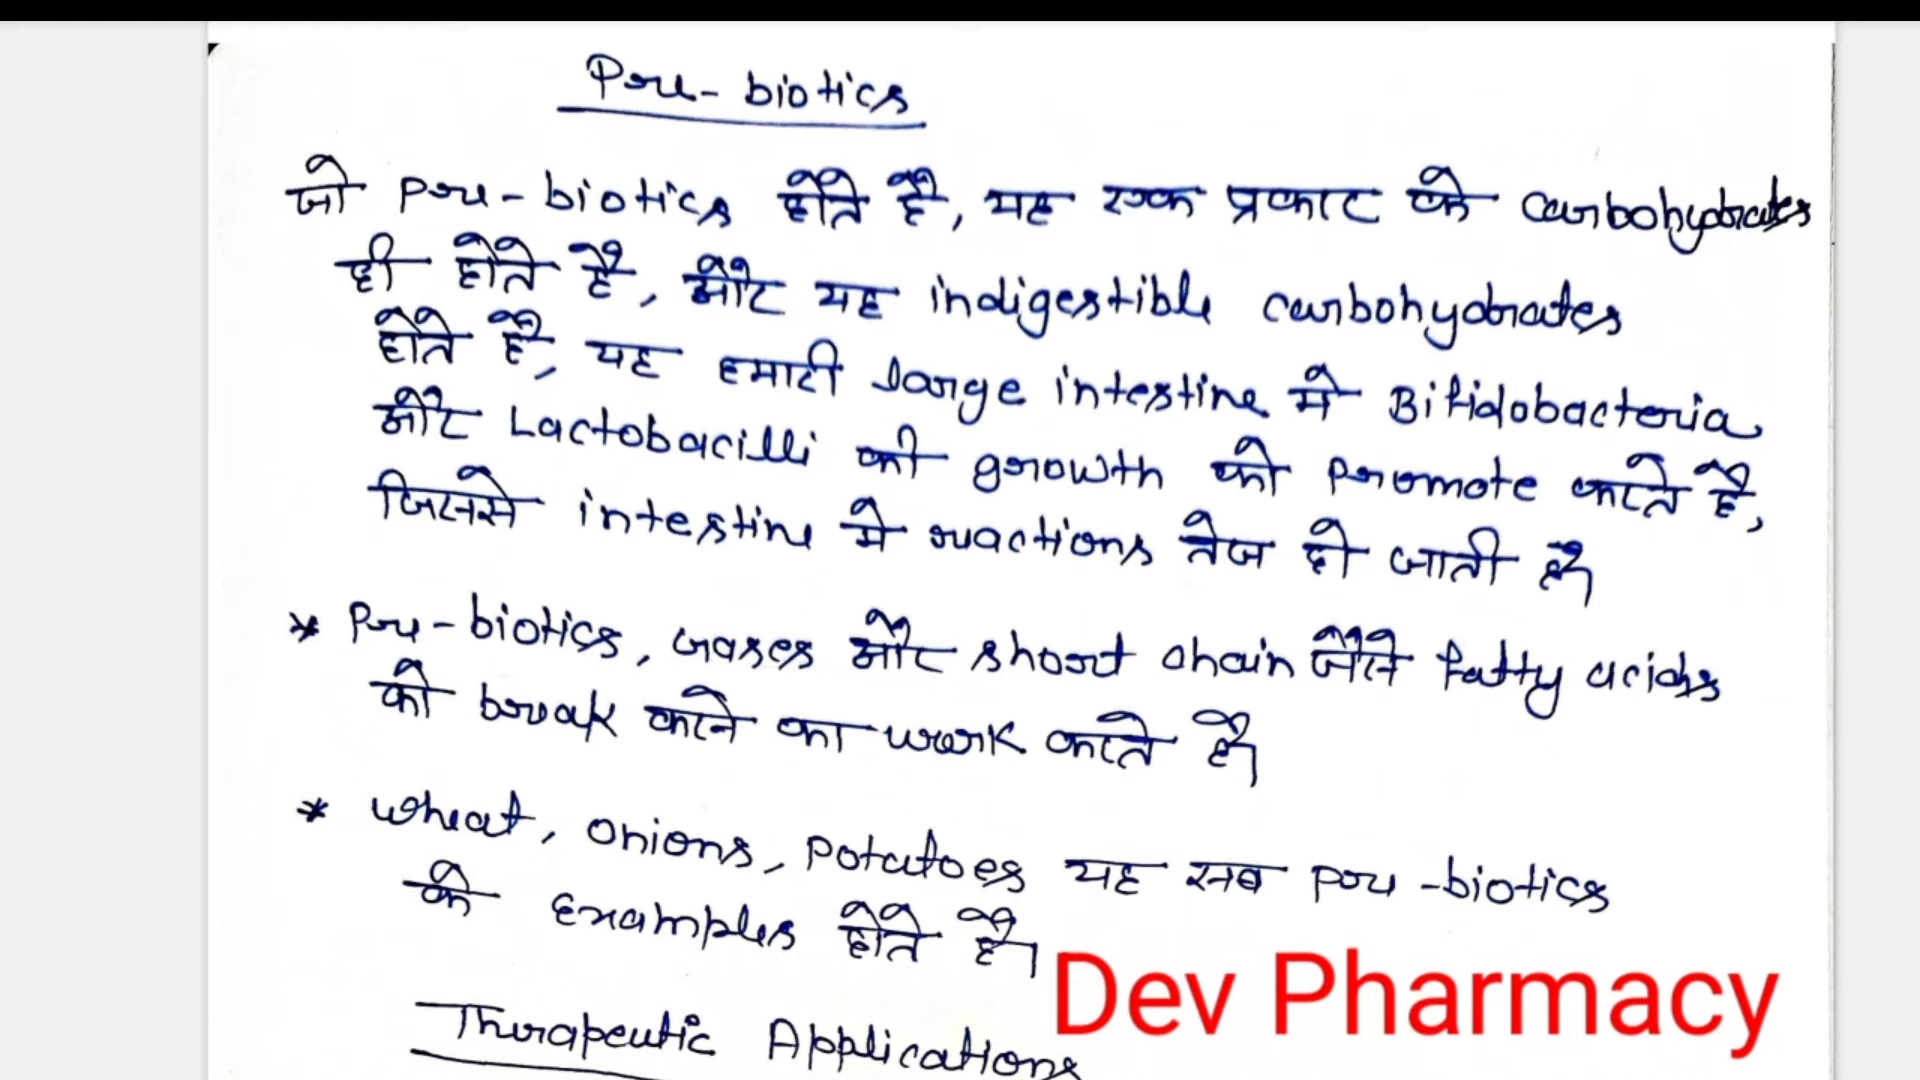 Pre-biotics
जो Pre-biotics होते है, यह एक प्रकार के carbohydrates
ही होते है, और यह indigestible carbohydrates
होते है, यह हमारी large intestine मे Bifidobacteria
और Lactobacilli की growth को promote करते है,
जिससे intestine मे reactions तेज हो जाती है।
* Pre-biotics, gases और short chain जैसे fatty acids
को break करने का work करते है।
* Wheat, onions, potatoes यह सब pre-biotics
के examples होते है।
Dev Pharmacy
Therapeutic Applications